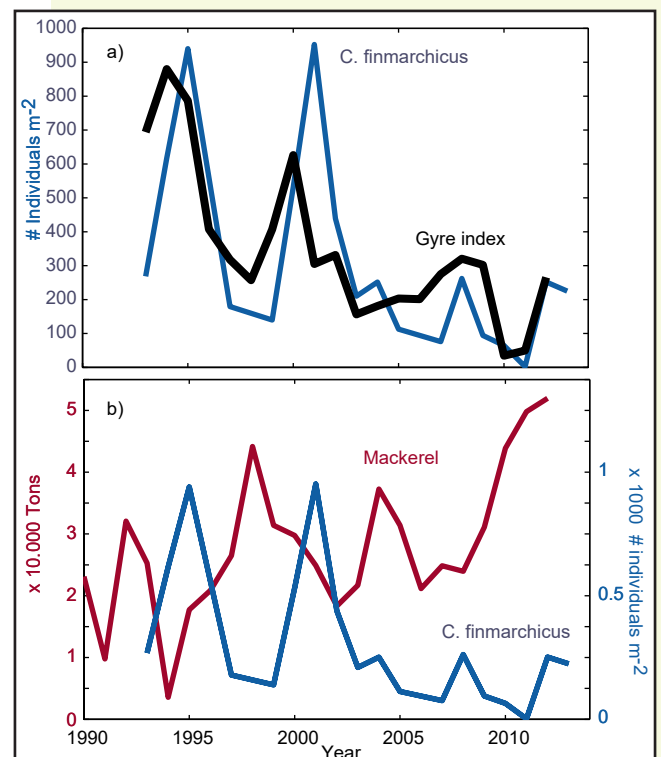 a)
C. finmarchicus
Gyre index
# Individuals m-2
1000
900
800
700
600
500
400
300
200
100
0
b)
Mackerel
C. finmarchicus
x 10.000 Tons
5
4
3
2
1
0
x 1000 # individuals m-2
1
0.5
0
1990 1995 2000 2005 2010
Year